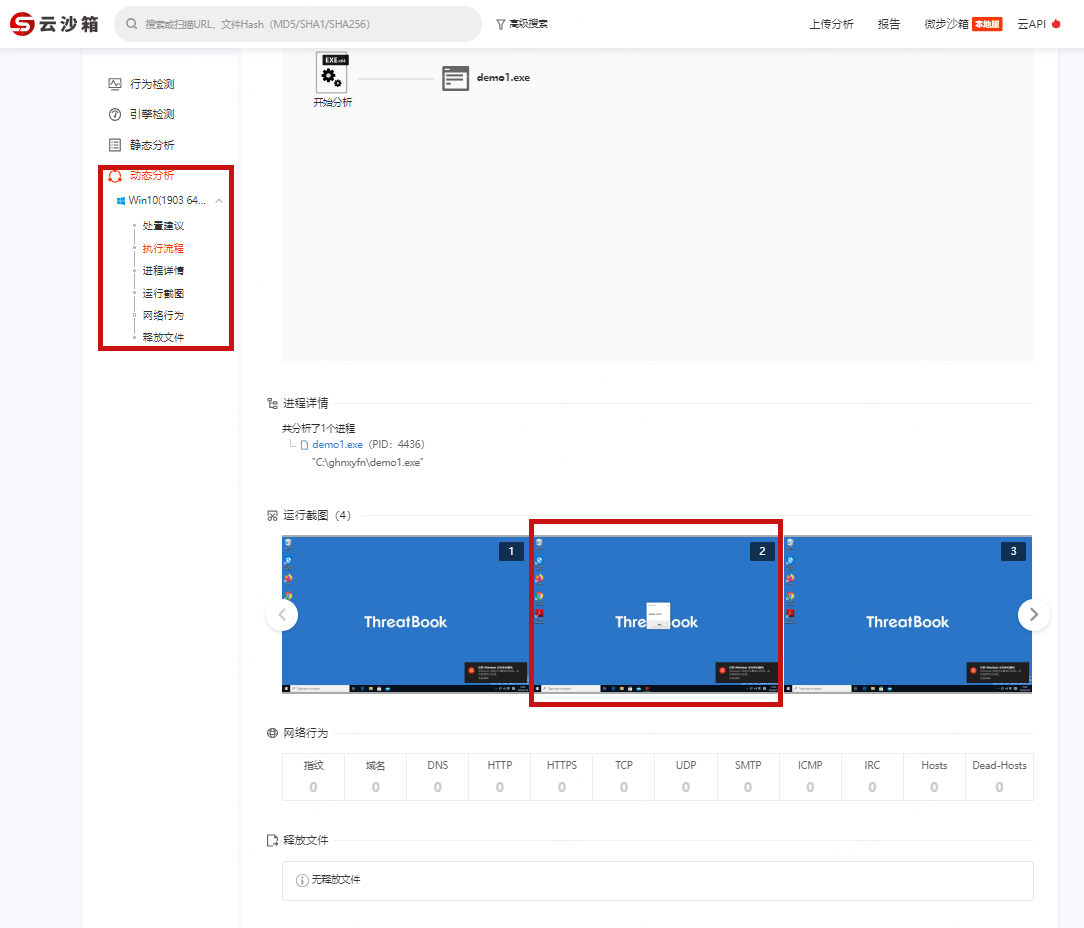 云沙箱
搜索或扫描URL、文件Hash（MD5/SHA1/SHA256）
高级搜索
上传分析
报告
微步沙箱 本地版
云API
行为检测
引擎检测
静态分析
动态分析
Win10(1903 64...
处置建议
执行流程
进程详情
运行截图
网络行为
释放文件
EXE x64
开始分析
demo1.exe
进程详情
共分析了1个进程
demo1.exe（PID：4436）
"C:\ghnxyfn\demo1.exe"
运行截图（4）
1
ThreatBook
2
Thre ook
3
ThreatBook
网络行为
指纹 域名 DNS HTTP HTTPS TCP UDP SMTP ICMP IRC Hosts Dead-Hosts
0 0 0 0 0 0 0 0 0 0 0 0
释放文件
无释放文件